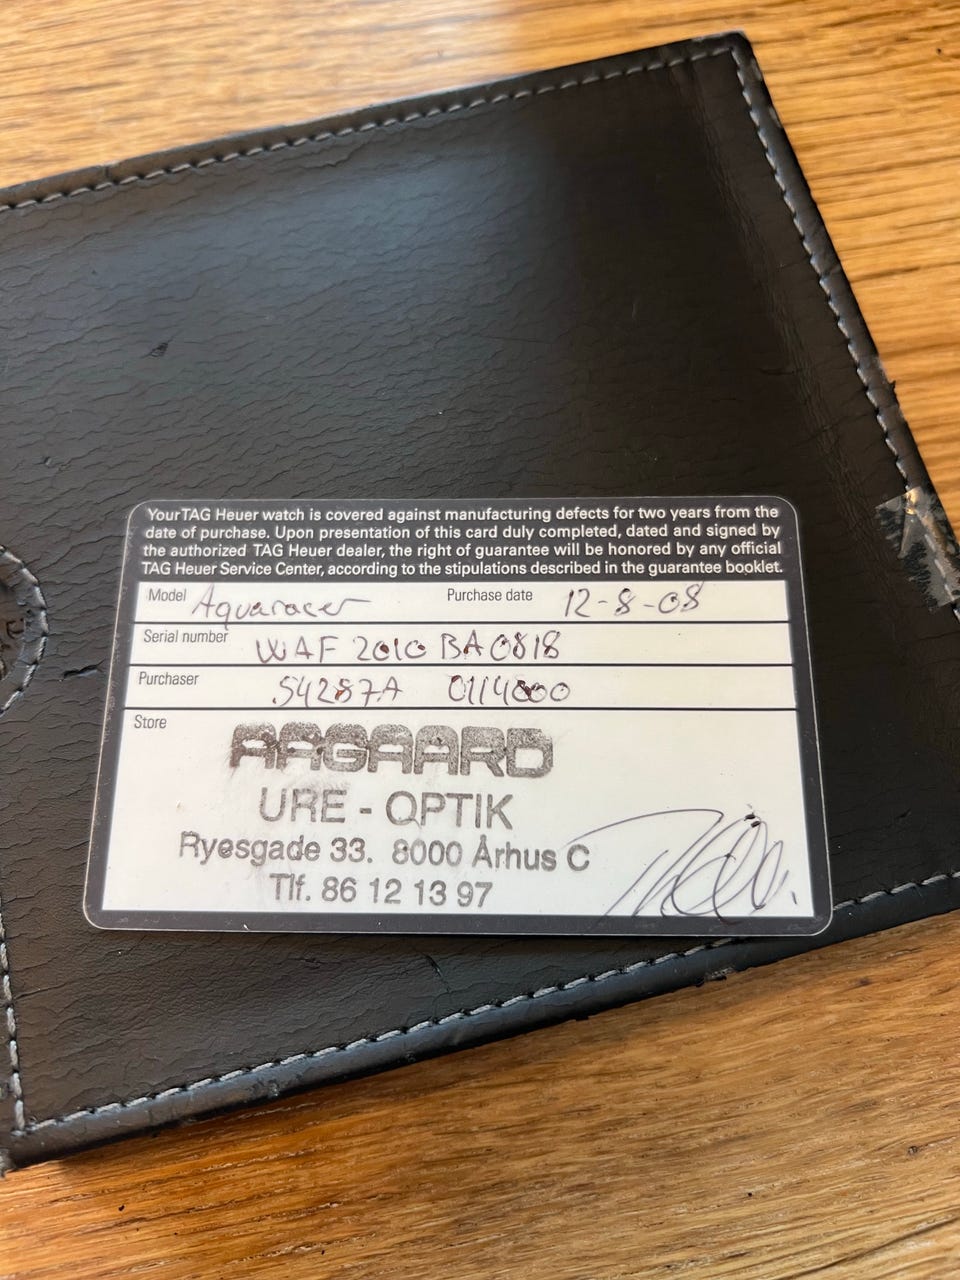 Your TAG Heuer watch is covered against manufacturing defects for two years from the
date of purchase. Upon presentation of this card duly completed, dated and signed by
the authorized TAG Heuer dealer, the right of guarantee will be honored by any official
TAG Heuer Service Center, according to the stipulations described in the guarantee booklet.
Model Aquaracer Purchase date 12-8-08
Serial number WAF 2010 BA0818
Purchaser 54287A 0114800
Store
AAGAARD
URE - OPTIK
Ryesgade 33. 8000 Århus C
Tlf. 86 12 13 97